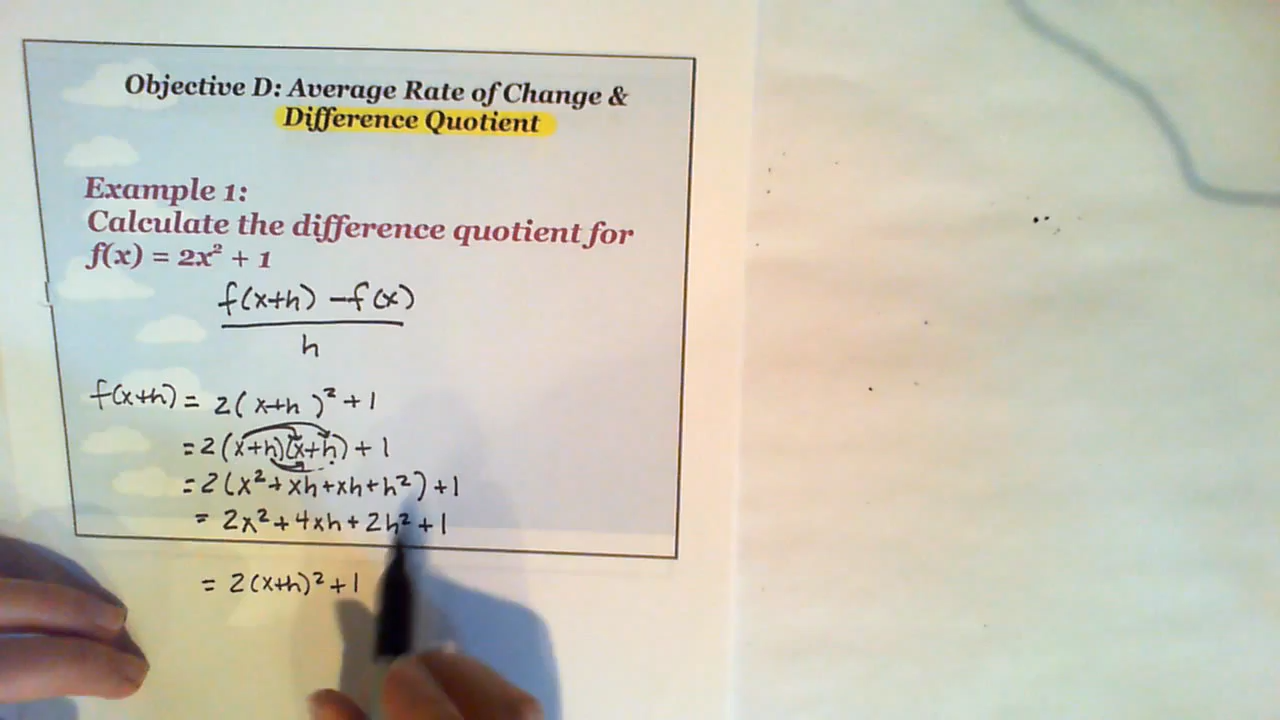 Objective D: Average Rate of Change &
Difference Quotient
Example 1:
Calculate the difference quotient for
f(x) = 2x² + 1
f(x+h) - f(x)
h
f(x+h) = 2(x+h)² + 1
= 2(x+h)(x+h) + 1
= 2(x² + xh + xh + h²) + 1
= 2x² + 4xh + 2h² + 1
= 2(x+h)² + 1